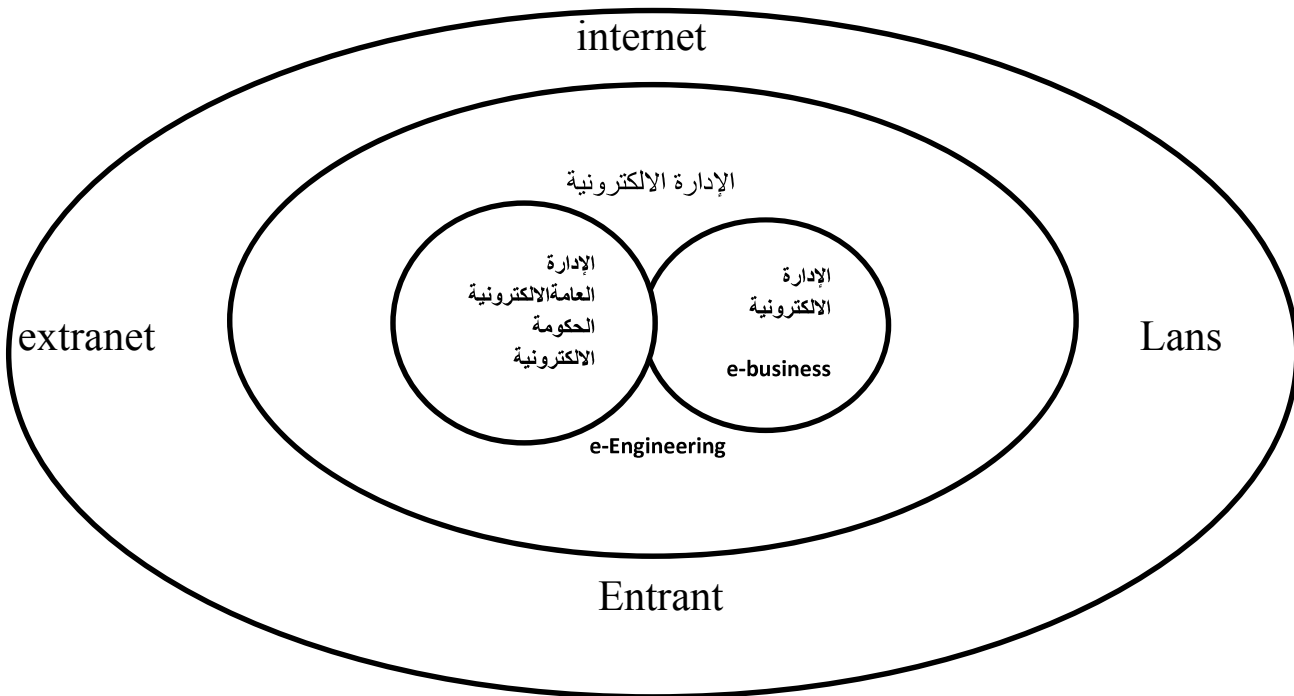 internet
الإدارة الالكترونية
الإدارة
العامةالالكترونية
الحكومة
الالكترونية
الإدارة
الالكترونية
e-business
extranet
Lans
e-Engineering
Entrant